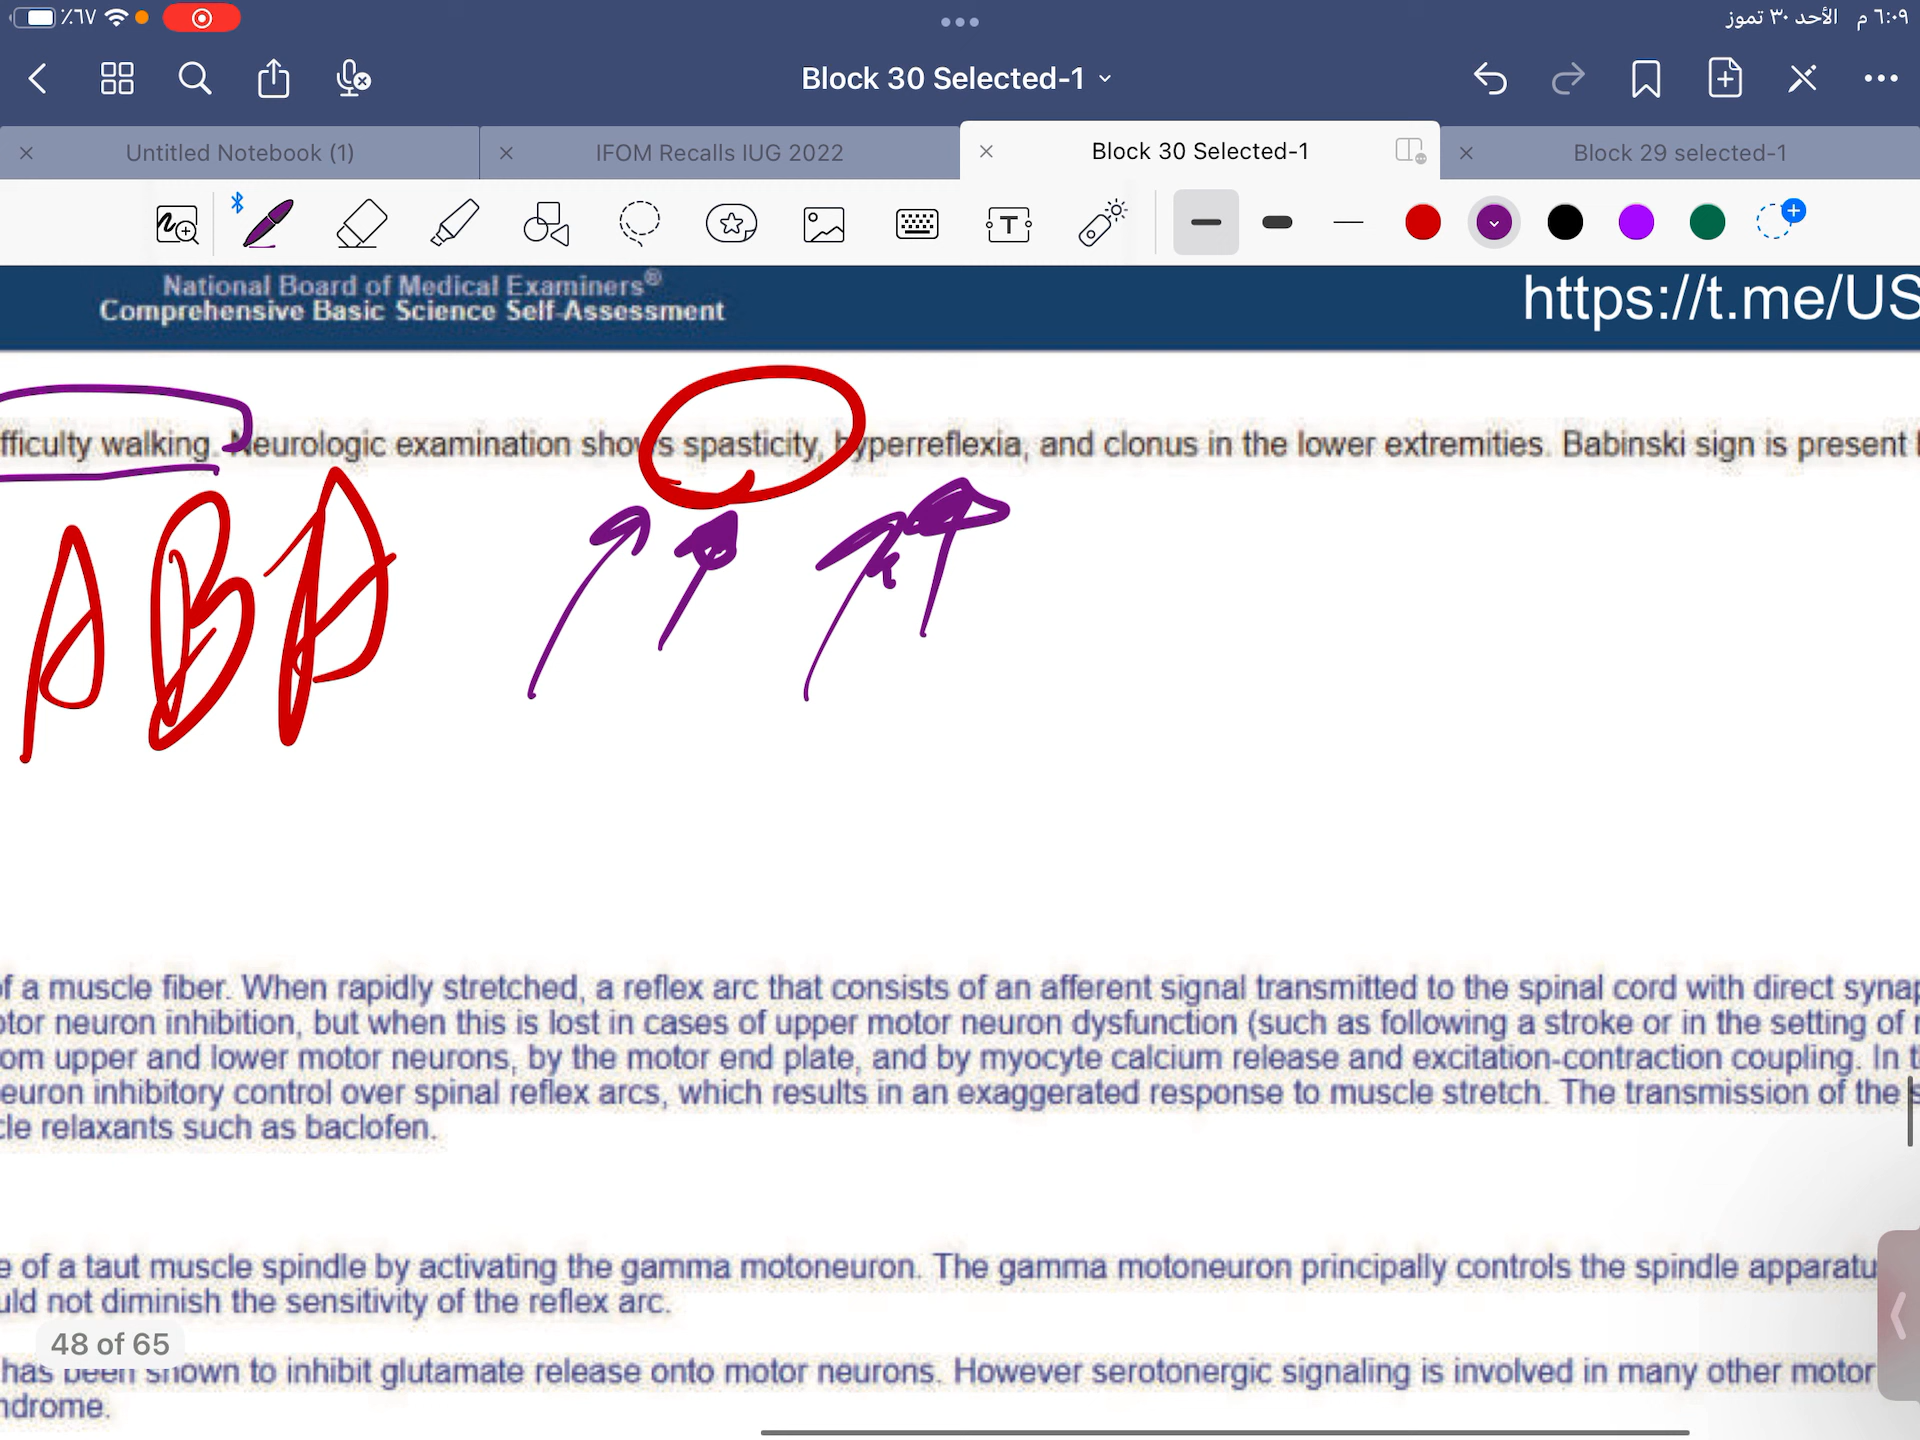 ٪٦٧
الأحد ٣٠ تموز ٦:٠٩ م
Block 30 Selected-1
Untitled Notebook (1)
IFOM Recalls IUG 2022
Block 30 Selected-1
Block 29 selected-1
T
National Board of Medical Examiners®
Comprehensive Basic Science Self-Assessment
https://t.me/US
fficulty walking. Neurologic examination shows spasticity, hyperreflexia, and clonus in the lower extremities. Babinski sign is present
of a muscle fiber. When rapidly stretched, a reflex arc that consists of an afferent signal transmitted to the spinal cord with direct synap
otor neuron inhibition, but when this is lost in cases of upper motor neuron dysfunction (such as following a stroke or in the setting of
om upper and lower motor neurons, by the motor end plate, and by myocyte calcium release and excitation-contraction coupling. In t
euron inhibitory control over spinal reflex arcs, which results in an exaggerated response to muscle stretch. The transmission of the s
cle relaxants such as baclofen.
e of a taut muscle spindle by activating the gamma motoneuron. The gamma motoneuron principally controls the spindle apparatu
uld not diminish the sensitivity of the reflex arc.
48 of 65
has been shown to inhibit glutamate release onto motor neurons. However serotonergic signaling is involved in many other motor
ndrome.